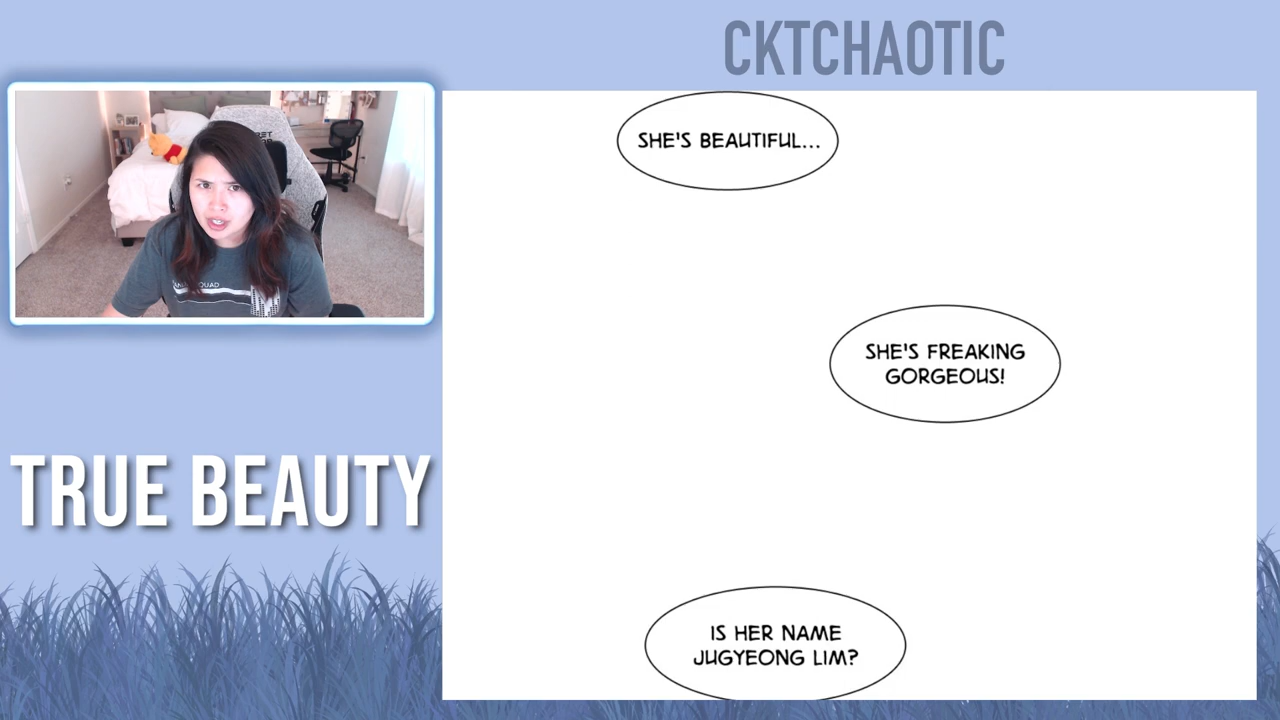 CKTCHAOTIC
SHE'S BEAUTIFUL...
SHE'S FREAKING
GORGEOUS!
TRUE BEAUTY
IS HER NAME
JUGYEONG LIM?